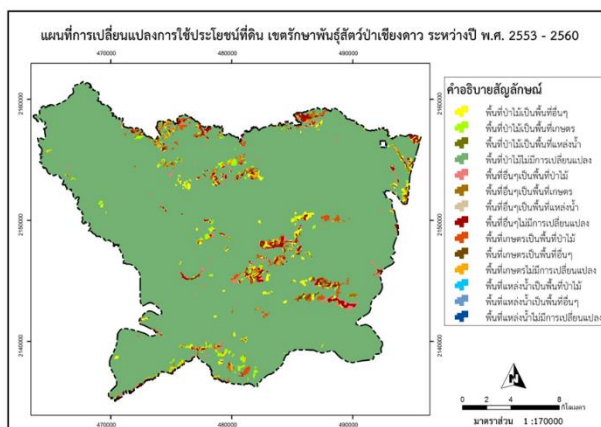 แผนที่การเปลี่ยนแปลงการใช้ประโยชน์ที่ดิน เขตรักษาพันธุ์สัตว์ป่าเชียงดาว ระหว่างปี พ.ศ. 2553 - 2560
470000 480000 490000
2160000
2150000
2140000
2160000
2150000
2140000
470000 480000 490000
คำอธิบายสัญลักษณ์
พื้นที่ป่าไม้เป็นพื้นที่อื่นๆ
พื้นที่ป่าไม้เป็นพื้นที่เกษตร
พื้นที่ป่าไม้เป็นพื้นที่แหล่งน้ำ
พื้นที่ป่าไม้ไม่มีการเปลี่ยนแปลง
พื้นที่อื่นๆเป็นพื้นที่ป่าไม้
พื้นที่อื่นๆเป็นพื้นที่เกษตร
พื้นที่อื่นๆเป็นพื้นที่แหล่งน้ำ
พื้นที่อื่นๆไม่มีการเปลี่ยนแปลง
พื้นที่เกษตรเป็นพื้นที่ป่าไม้
พื้นที่เกษตรเป็นพื้นที่อื่นๆ
พื้นที่เกษตรไม่มีการเปลี่ยนแปลง
พื้นที่แหล่งน้ำเป็นพื้นที่ป่าไม้
พื้นที่แหล่งน้ำเป็นพื้นที่อื่นๆ
พื้นที่แหล่งน้ำไม่มีการเปลี่ยนแปลง
N
0 2 4 8
กิโลเมตร
มาตราส่วน 1 :170000